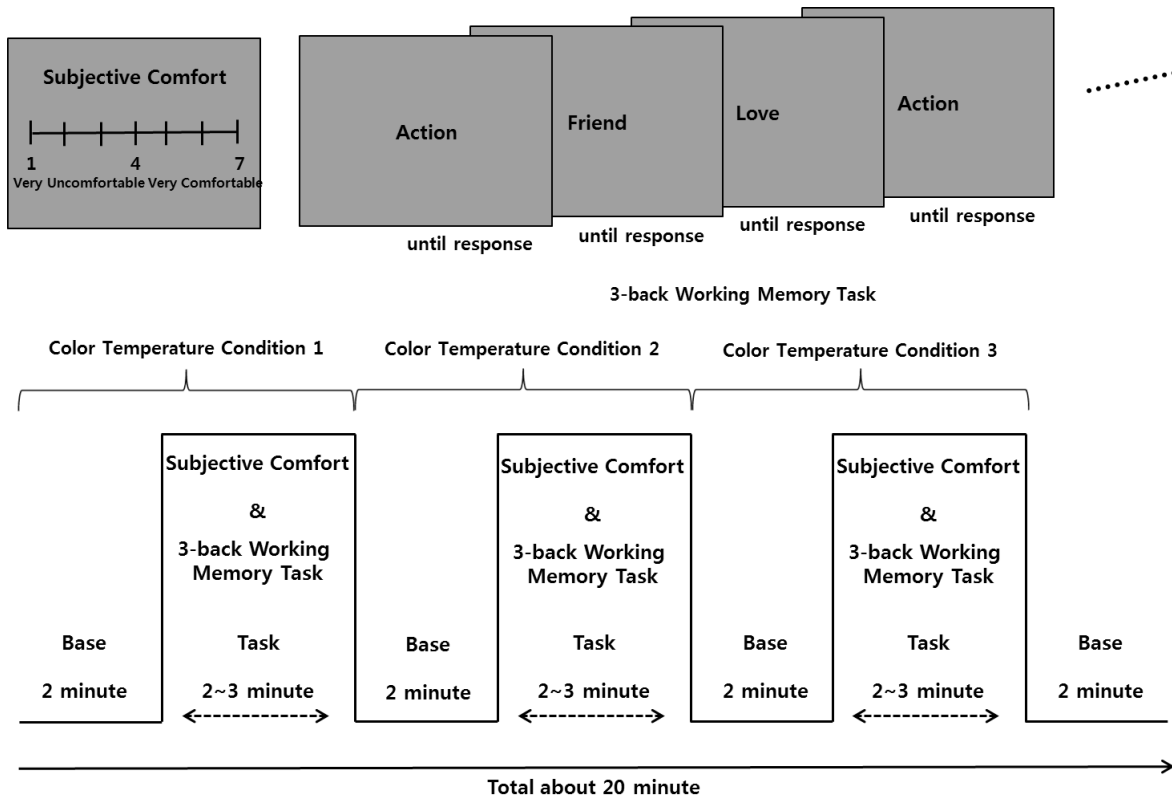 Subjective Comfort
1 4 7
Very Uncomfortable Very Comfortable
Action
until response
Friend
until response
Love
until response
Action
until response
3-back Working Memory Task
Color Temperature Condition 1
Color Temperature Condition 2
Color Temperature Condition 3
Subjective Comfort
&
3-back Working
Memory Task
Subjective Comfort
&
3-back Working
Memory Task
Subjective Comfort
&
3-back Working
Memory Task
Base
2 minute
Task
2~3 minute
Base
2 minute
Task
2~3 minute
Base
2 minute
Task
2~3 minute
Base
2 minute
Total about 20 minute